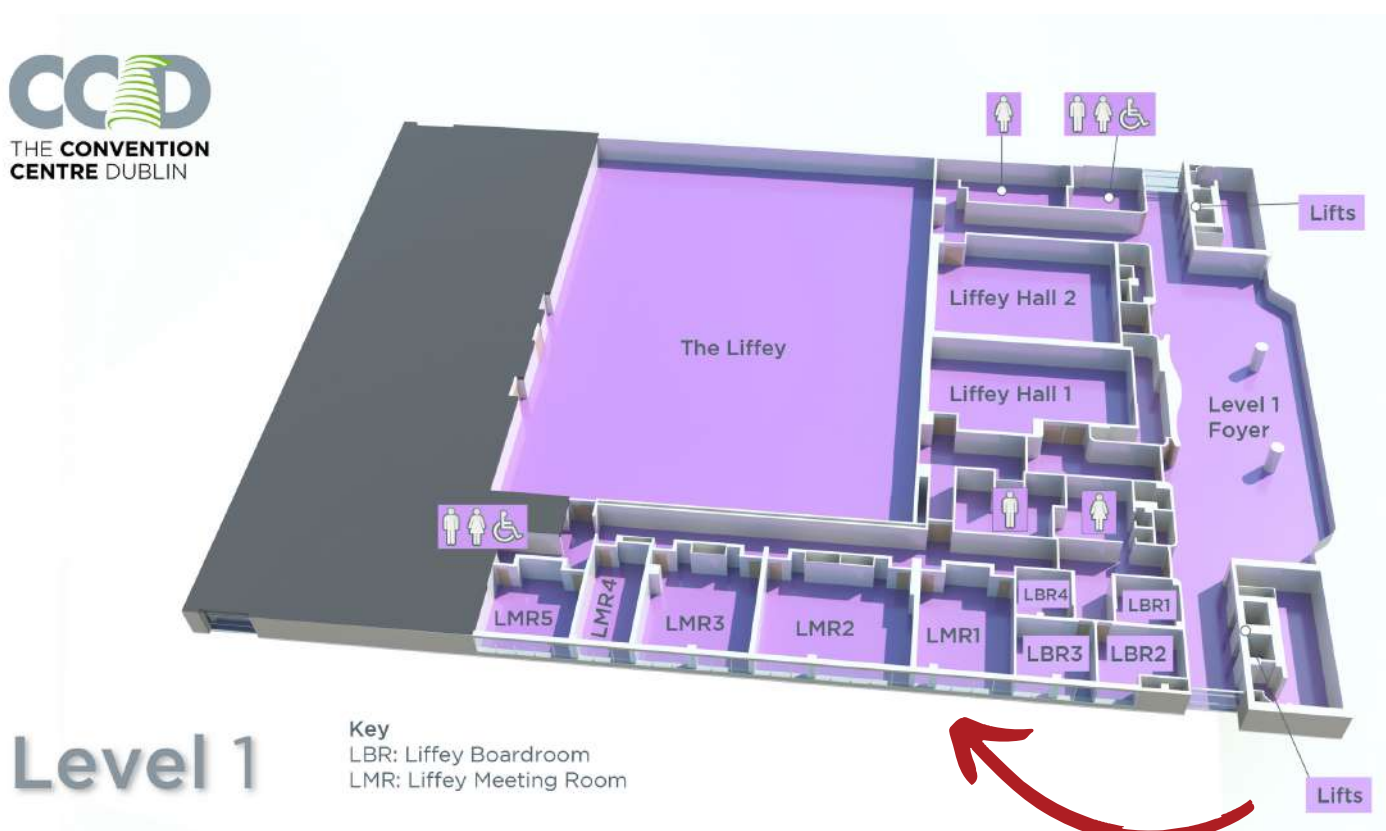 CCD
THE CONVENTION
CENTRE DUBLIN
Lifts
Liffey Hall 2
The Liffey
Liffey Hall 1
Level 1
Foyer
LMR5
LMR4
LMR3
LMR2
LMR1
LBR4
LBR1
LBR3
LBR2
Level 1
Key
LBR: Liffey Boardroom
LMR: Liffey Meeting Room
Lifts